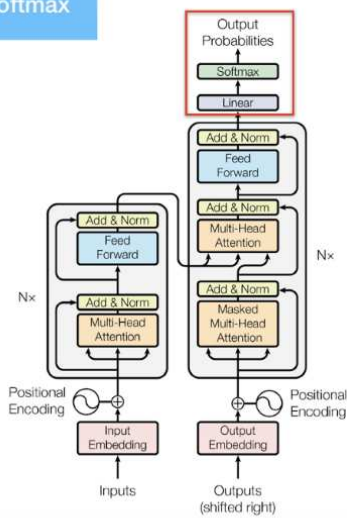 oftmax
Output
Probabilities
Softmax
Linear
Add & Norm
Feed
Forward
Add & Norm
Multi-Head
Attention
Add & Norm
Masked
Multi-Head
Attention
Nx
Positional
Encoding
Output
Embedding
Outputs
(shifted right)
Add & Norm
Feed
Forward
Add & Norm
Multi-Head
Attention
Nx
Positional
Encoding
Input
Embedding
Inputs